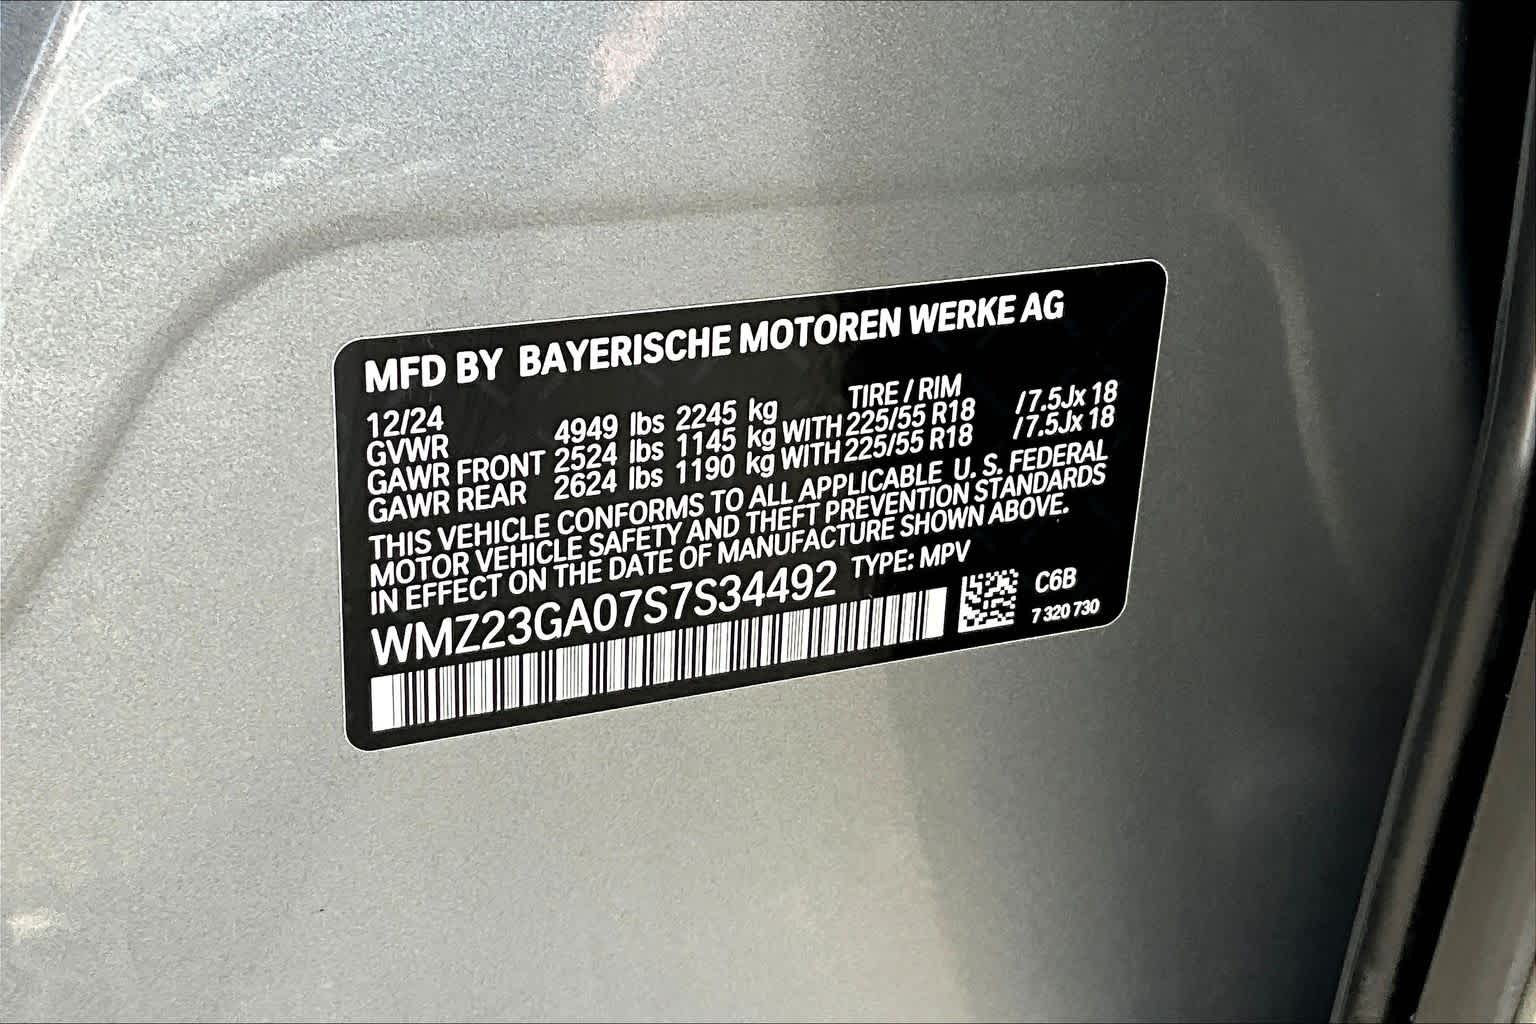 MFD BY BAYERISCHE MOTOREN WERKE AG
12/24 TIRE / RIM
GVWR 4949 lbs 2245 kg
GAWR FRONT 2524 lbs 1145 kg WITH 225/55 R18 /7.5Jx 18
GAWR REAR 2624 lbs 1190 kg WITH 225/55 R18 /7.5Jx 18
THIS VEHICLE CONFORMS TO ALL APPLICABLE U. S. FEDERAL
MOTOR VEHICLE SAFETY AND THEFT PREVENTION STANDARDS
IN EFFECT ON THE DATE OF MANUFACTURE SHOWN ABOVE.
WMZ23GA07S7S34492 TYPE: MPV
C6B
7 320 730